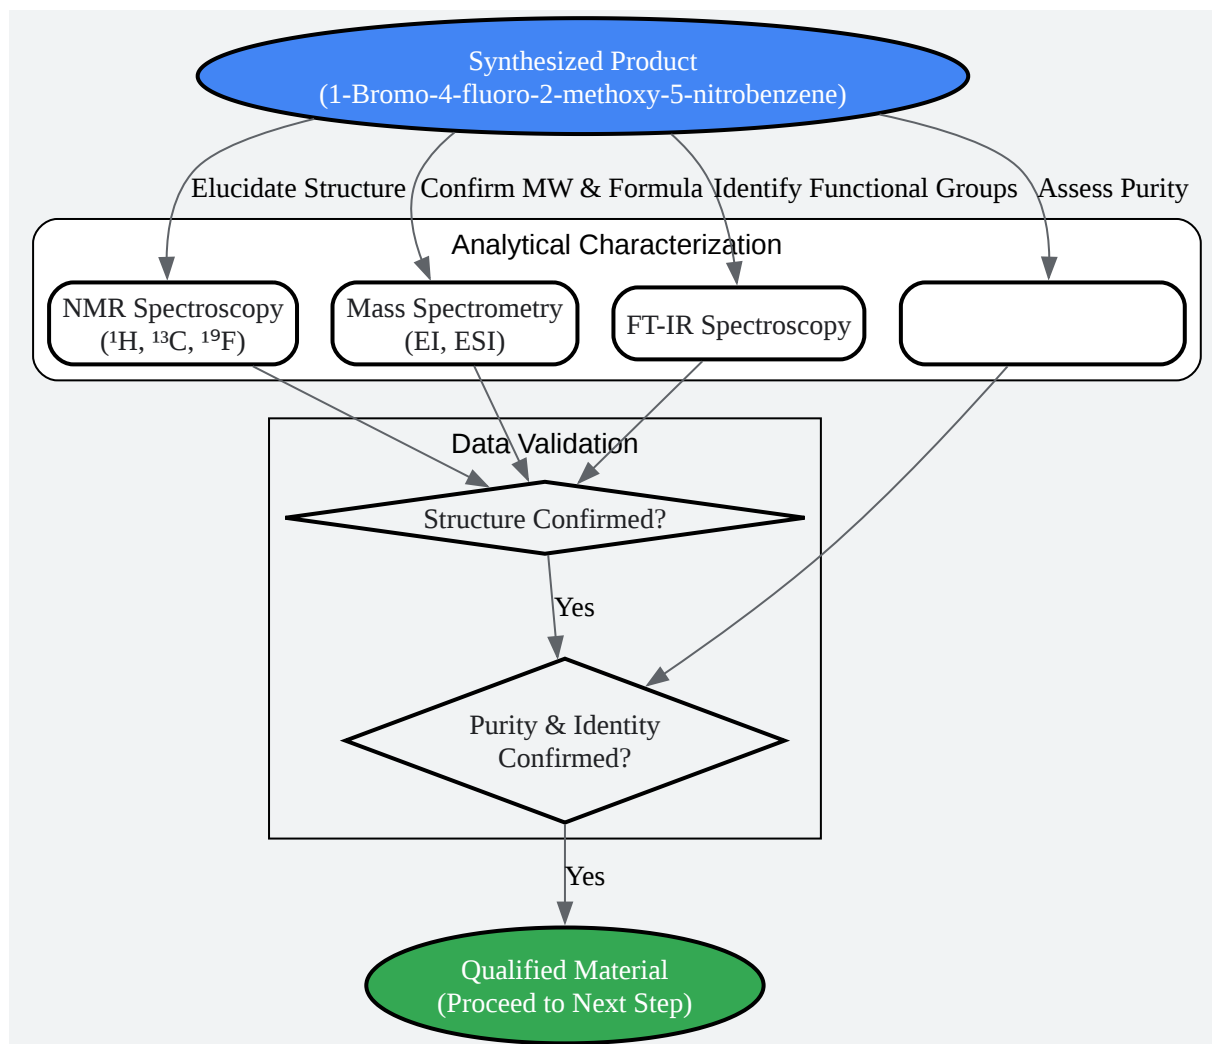 Synthesized Product
(1-Bromo-4-fluoro-2-methoxy-5-nitrobenzene)
Elucidate Structure
Confirm MW & Formula
Identify Functional Groups
Assess Purity
Analytical Characterization
NMR Spectroscopy
(¹H, ¹³C, ¹⁹F)
Mass Spectrometry
(EI, ESI)
FT-IR Spectroscopy
Data Validation
Structure Confirmed?
Yes
Purity & Identity
Confirmed?
Yes
Qualified Material
(Proceed to Next Step)